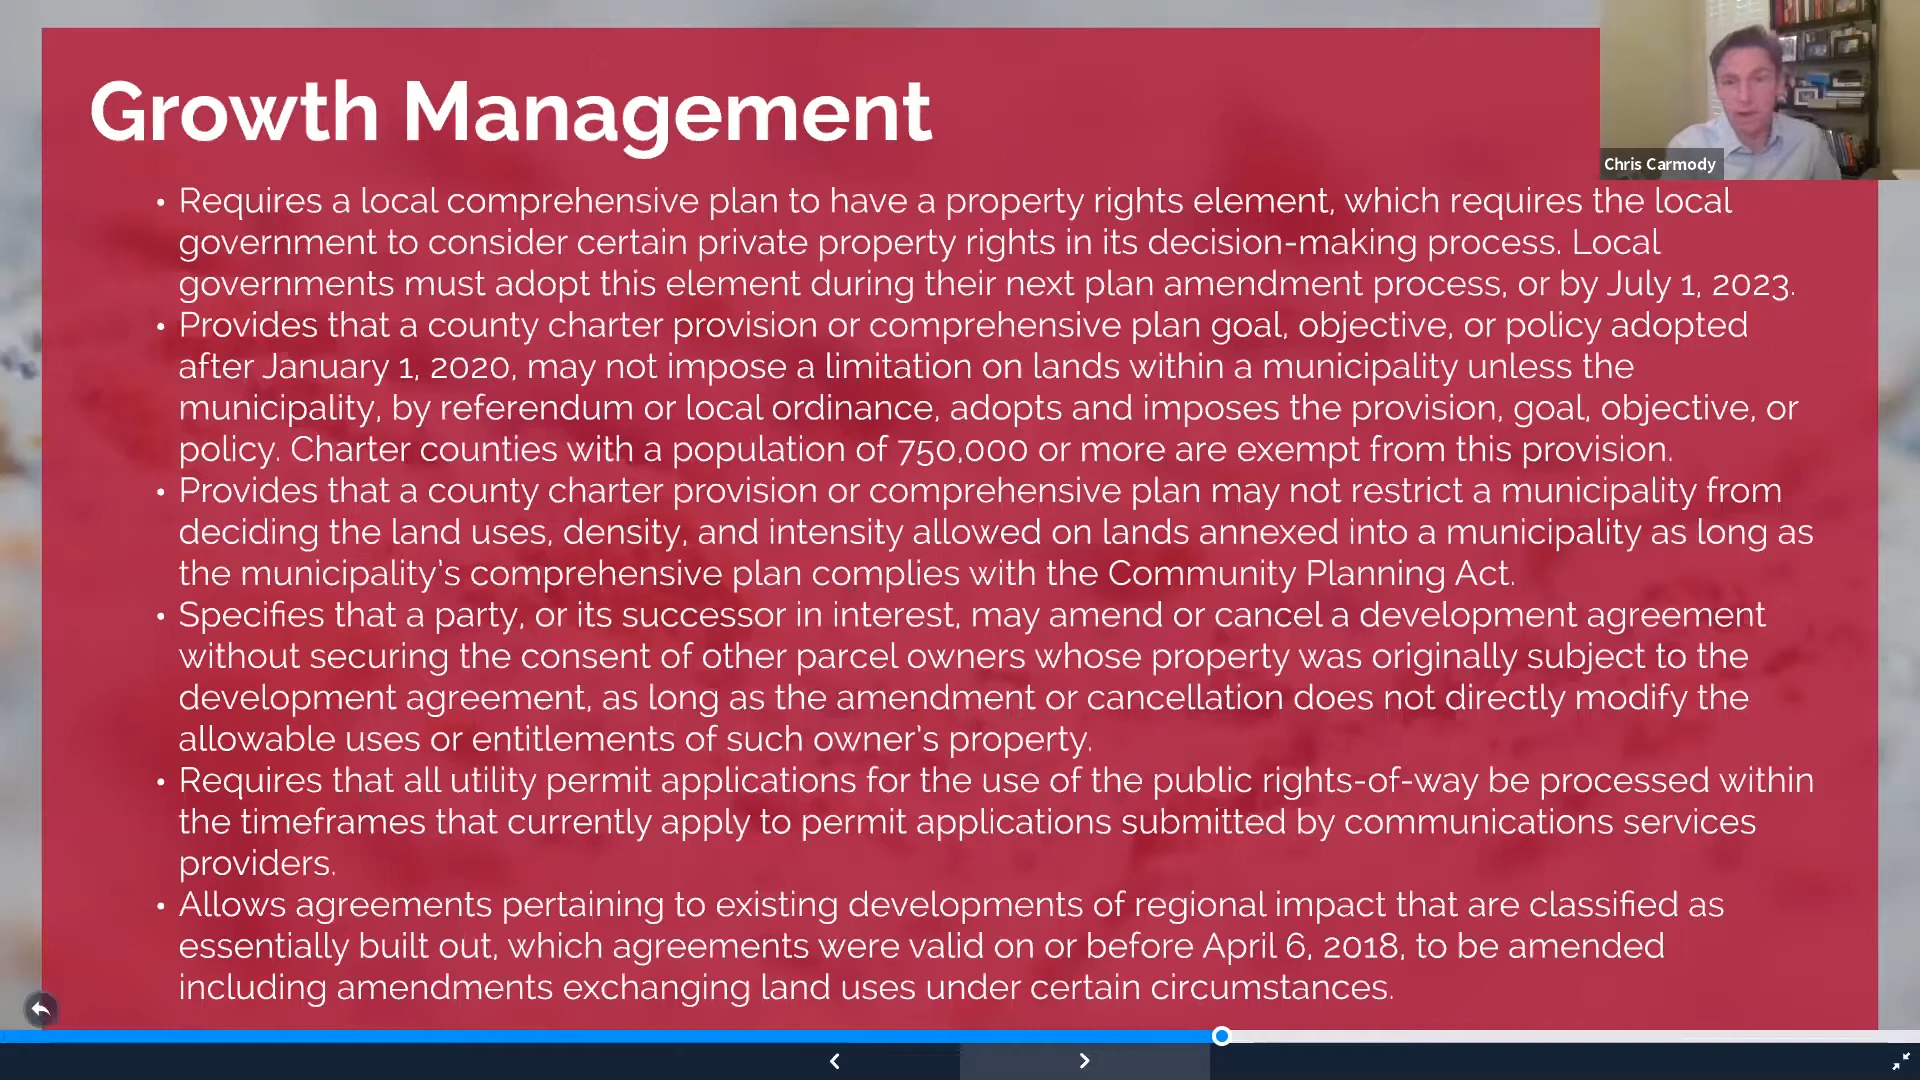 Growth Management
Chris Carmody
• Requires a local comprehensive plan to have a property rights element, which requires the local
government to consider certain private property rights in its decision-making process. Local
governments must adopt this element during their next plan amendment process, or by July 1, 2023.
• Provides that a county charter provision or comprehensive plan goal, objective, or policy adopted
after January 1, 2020, may not impose a limitation on lands within a municipality unless the
municipality, by referendum or local ordinance, adopts and imposes the provision, goal, objective, or
policy. Charter counties with a population of 750,000 or more are exempt from this provision.
• Provides that a county charter provision or comprehensive plan may not restrict a municipality from
deciding the land uses, density, and intensity allowed on lands annexed into a municipality as long as
the municipality’s comprehensive plan complies with the Community Planning Act.
• Specifies that a party, or its successor in interest, may amend or cancel a development agreement
without securing the consent of other parcel owners whose property was originally subject to the
development agreement, as long as the amendment or cancellation does not directly modify the
allowable uses or entitlements of such owner’s property.
• Requires that all utility permit applications for the use of the public rights-of-way be processed within
the timeframes that currently apply to permit applications submitted by communications services
providers.
• Allows agreements pertaining to existing developments of regional impact that are classified as
essentially built out, which agreements were valid on or before April 6, 2018, to be amended
including amendments exchanging land uses under certain circumstances.